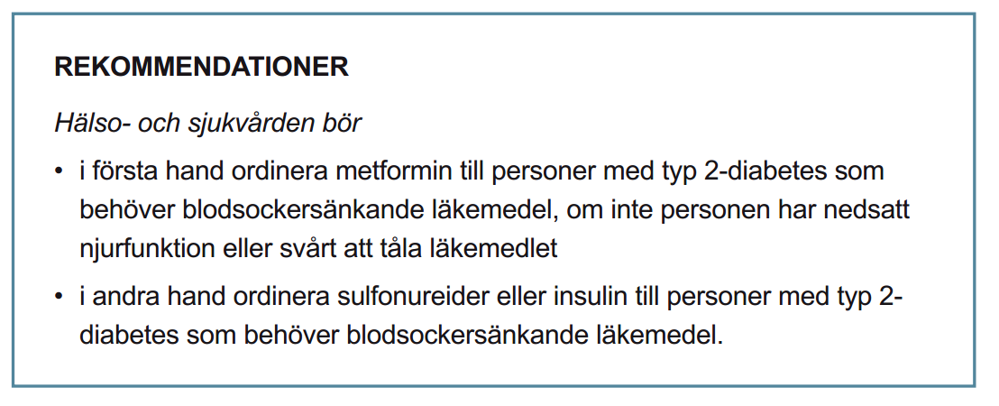 REKOMMENDATIONER
Hälso- och sjukvården bör
• i första hand ordinera metformin till personer med typ 2-diabetes som
behöver blodsockersänkande läkemedel, om inte personen har nedsatt
njurfunktion eller svårt att tåla läkemedlet
• i andra hand ordinera sulfonureider eller insulin till personer med typ 2-
diabetes som behöver blodsockersänkande läkemedel.